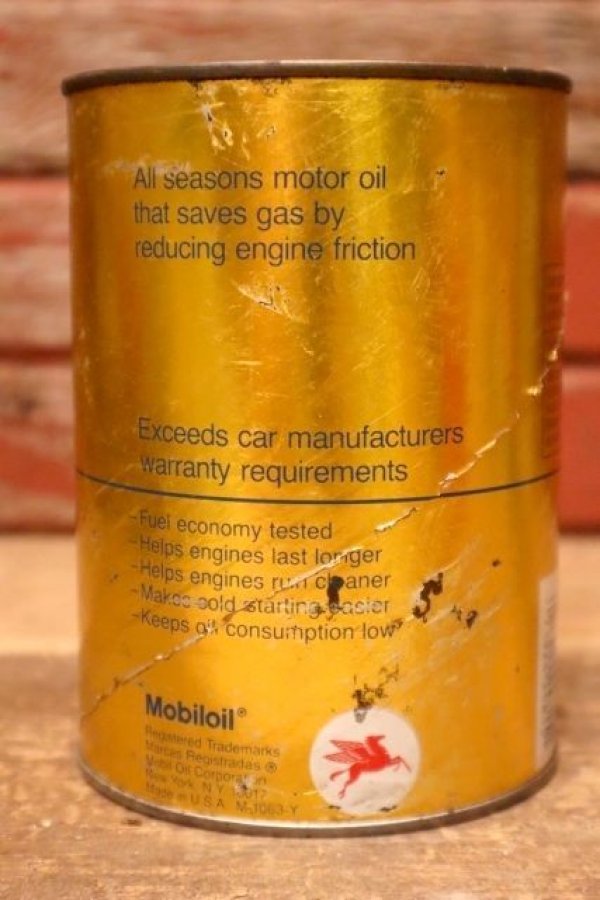 All seasons motor oil
that saves gas by
reducing engine friction
Exceeds car manufacturers
warranty requirements
-Fuel economy tested
-Helps engines last longer
-Helps engines run cleaner
-Makes cold starting easier
-Keeps oil consumption low
Mobiloil®
Registered Trademarks
Marcas Registradas ®
Mobil Oil Corporation
New York, N.Y. 10017
Made in U.S.A. M-1063-Y